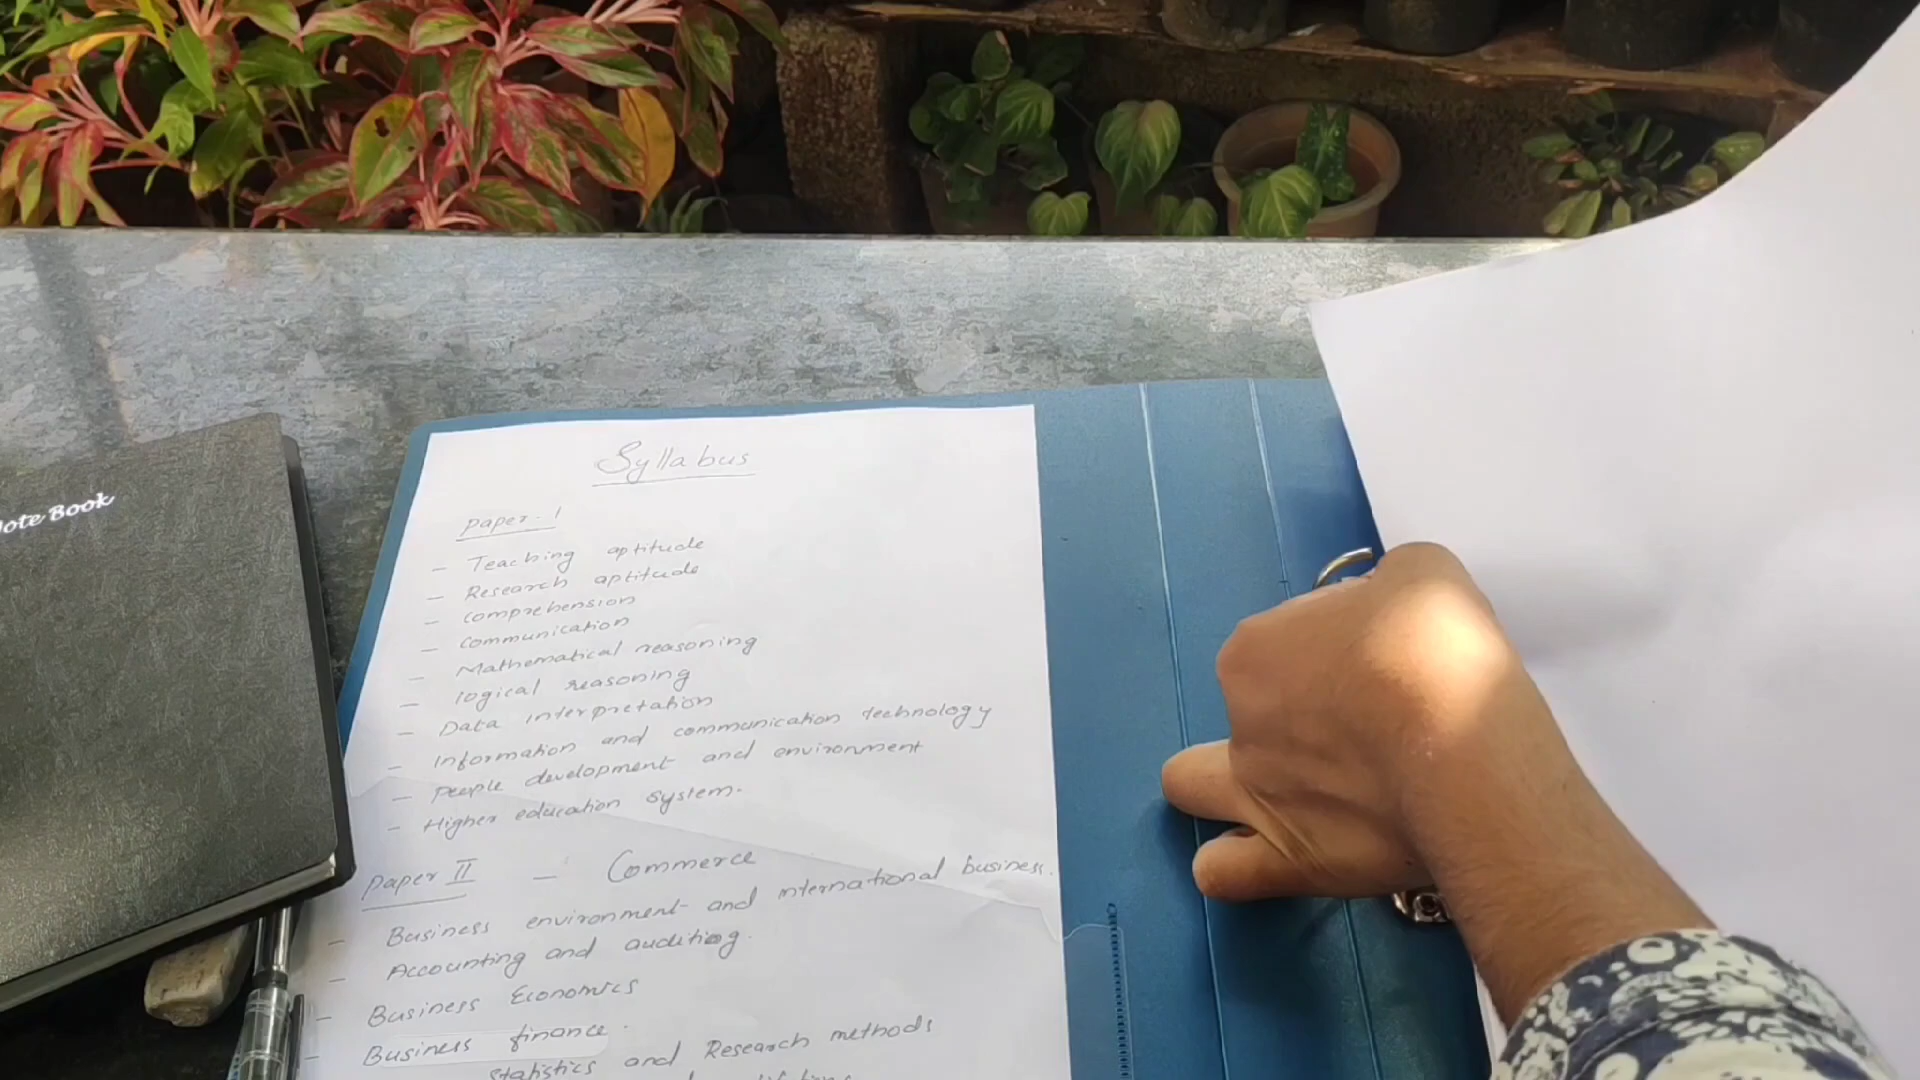 Note Book
Syllabus
paper - 1
- Teaching aptitude
- Research aptitude
- comprehension
- communication
- Mathematical reasoning
- logical reasoning
- Data interpretation
- Information and communication technology
- People development and environment
- Higher education system.
paper II - Commerce
- Business environment and international business.
- Accounting and auditing.
- Business Economics
- Business finance.
statistics and Research methods